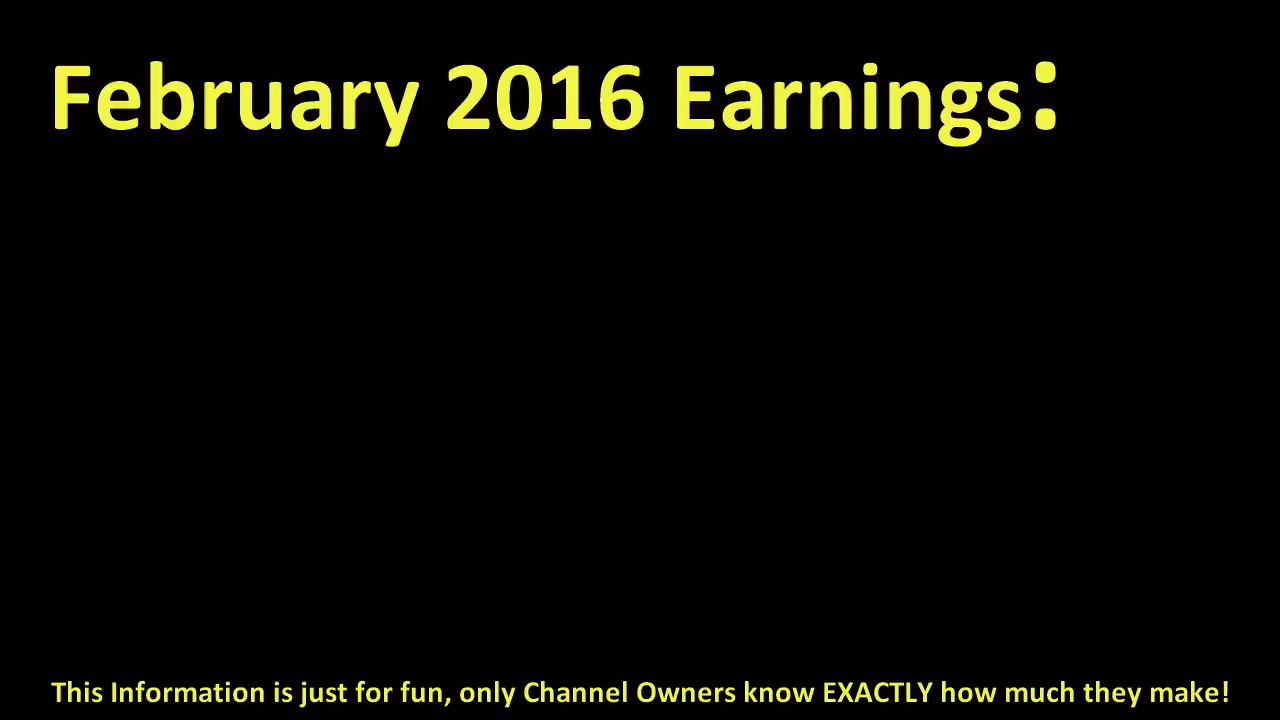 February 2016 Earnings:
This Information is just for fun, only Channel Owners know EXACTLY how much they make!